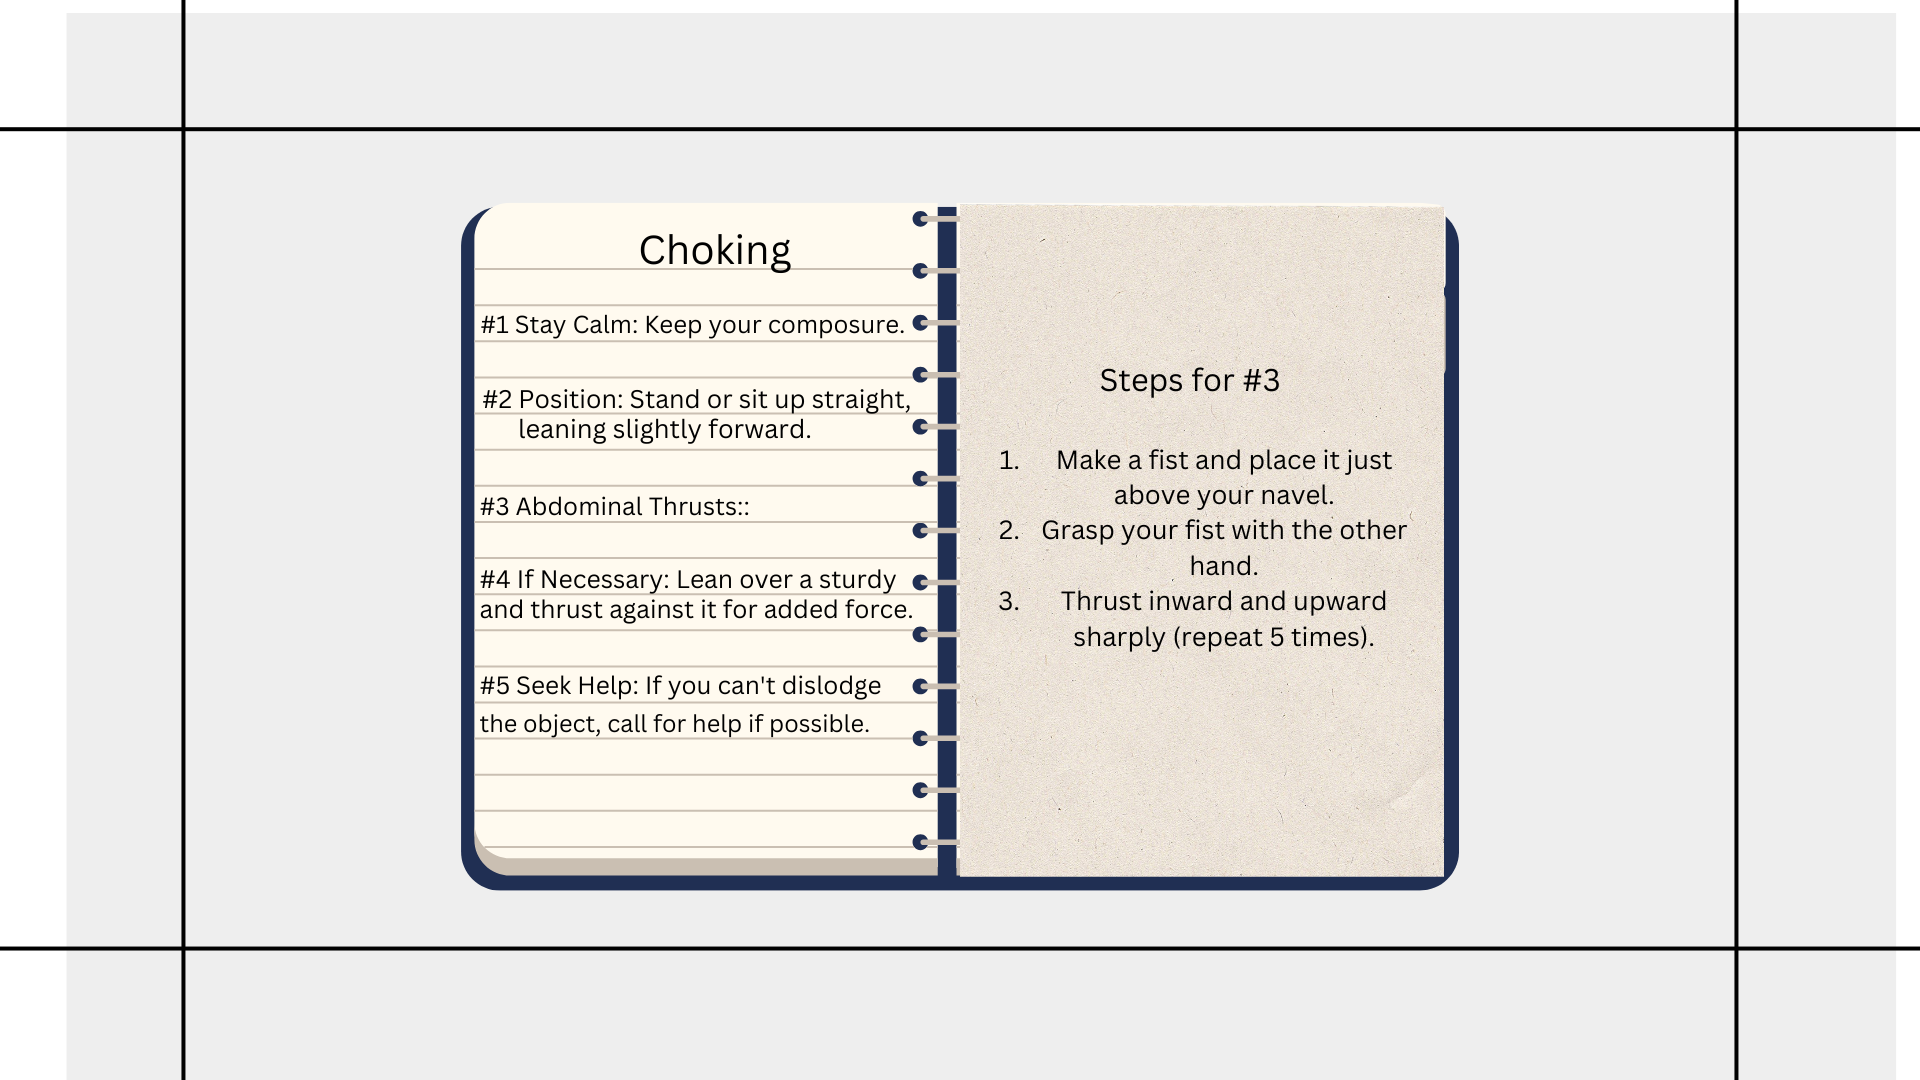 Choking
#1 Stay Calm: Keep your composure.
#2 Position: Stand or sit up straight,
leaning slightly forward.
#3 Abdominal Thrusts::
#4 If Necessary: Lean over a sturdy
and thrust against it for added force.
#5 Seek Help: If you can't dislodge
the object, call for help if possible.
Steps for #3
1. Make a fist and place it just
above your navel.
2. Grasp your fist with the other
hand.
3. Thrust inward and upward
sharply (repeat 5 times).